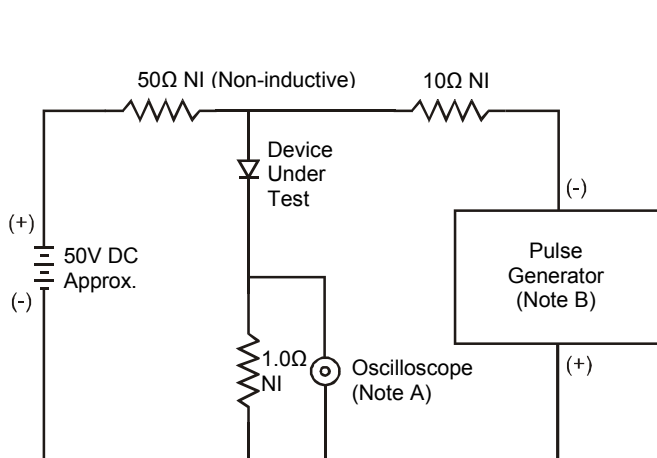 50Ω NI (Non-inductive)
10Ω NI
Device
Under
Test
(-)
(+)
50V DC
Approx.
(-)
Pulse
Generator
(Note B)
1.0Ω
NI
Oscilloscope
(Note A)
(+)